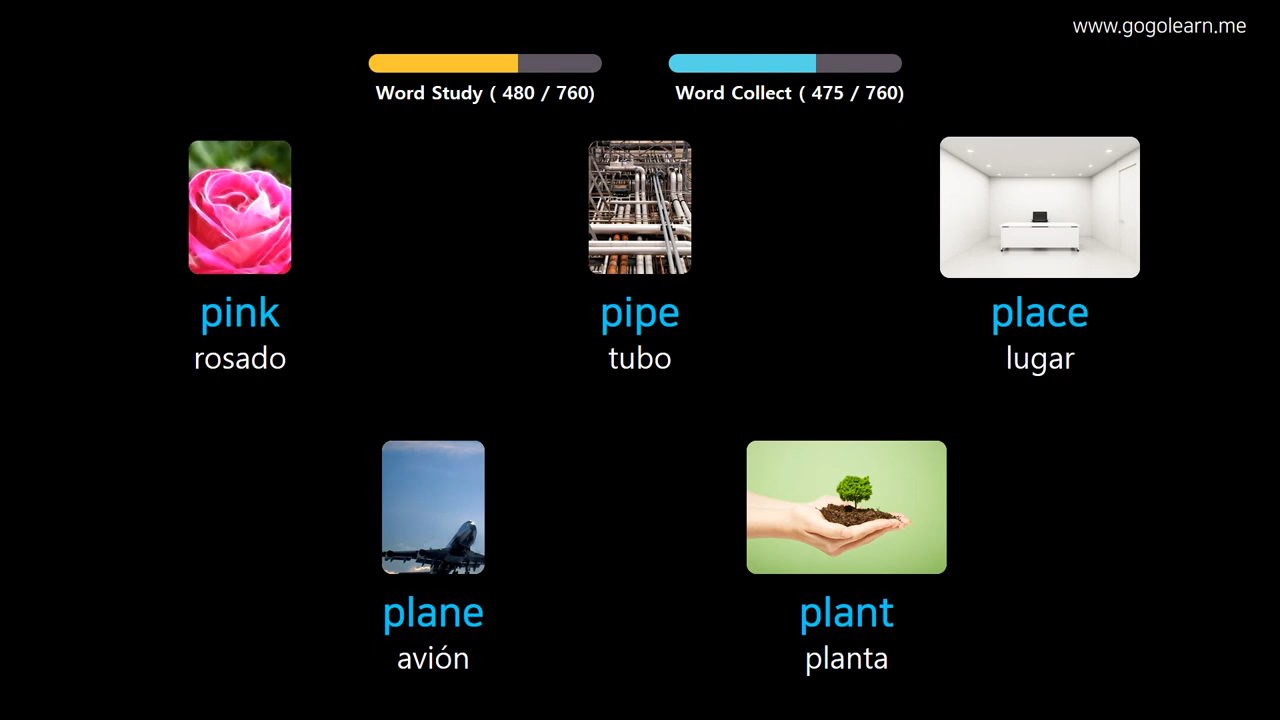 www.gogolearn.me
Word Study ( 480 / 760)
Word Collect ( 475 / 760)
pink
rosado
pipe
tubo
place
lugar
plane
avión
plant
planta